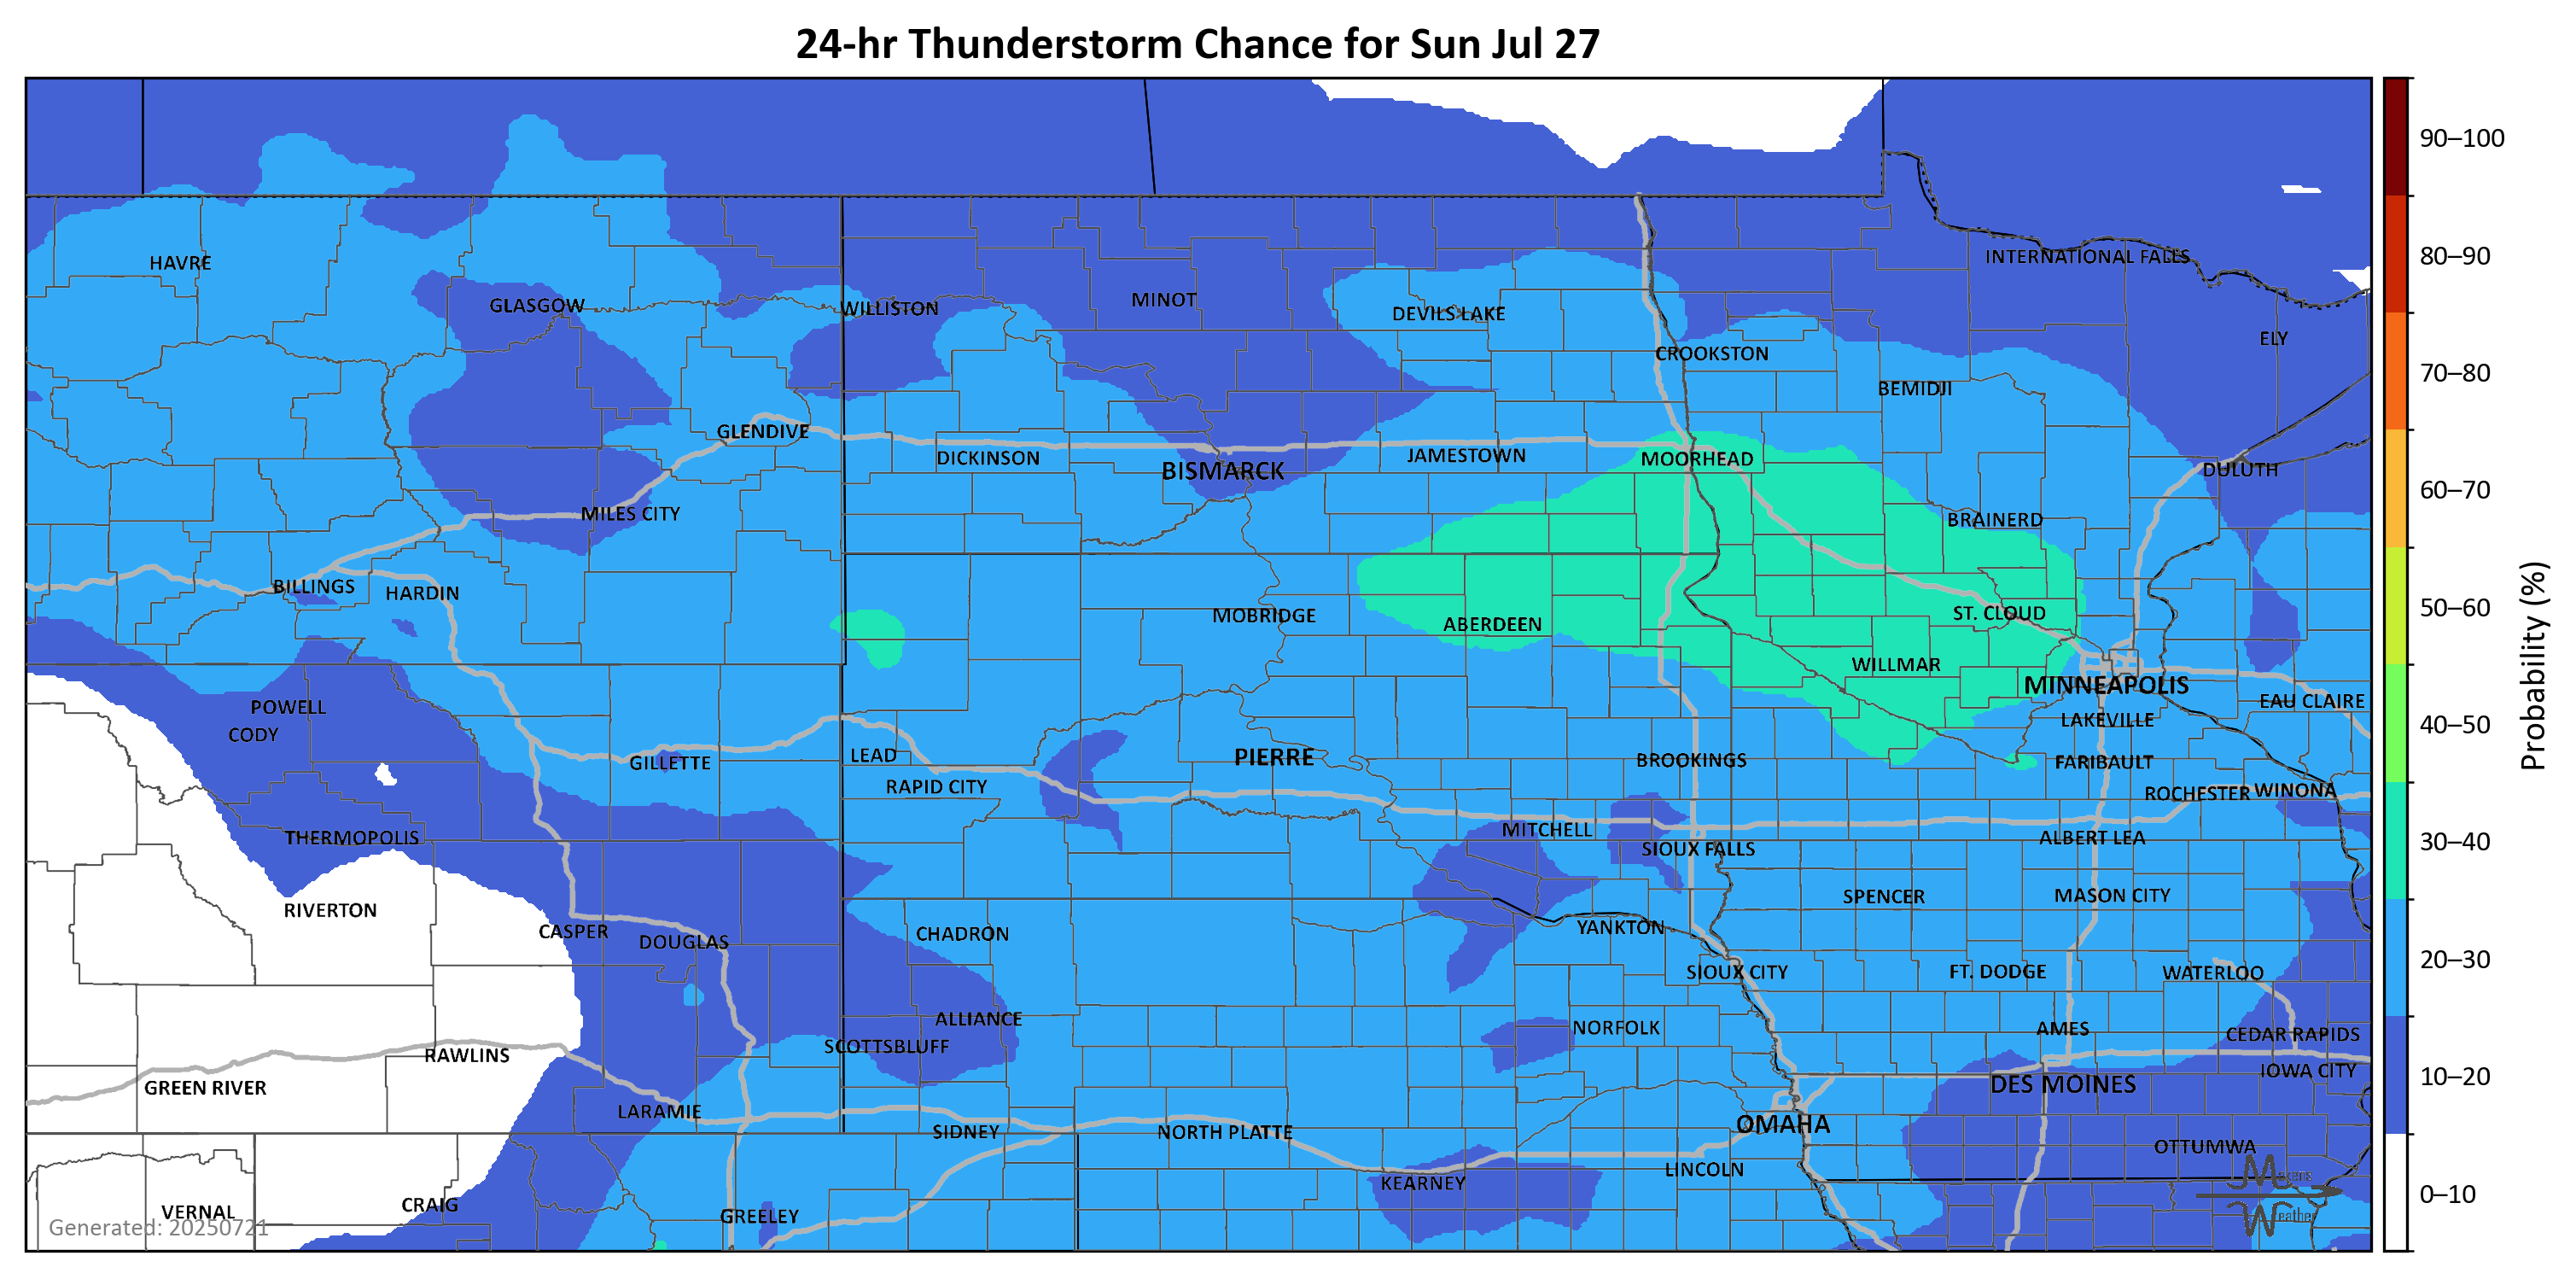 24-hr Thunderstorm Chance for Sun Jul 27
90–100
80–90
70–80
60–70
50–60
40–50
30–40
20–30
10–20
0–10
Probability (%)
INTERNATIONAL FALLS
HAVRE
GLASGOW
WILLISTON
MINOT
DEVILS LAKE
ELY
CROOKSTON
BEMIDJI
GLENDIVE
DICKINSON
BISMARCK
JAMESTOWN
MOORHEAD
DULUTH
MILES CITY
BRAINERD
BILLINGS
HARDIN
MOBRIDGE
ABERDEEN
ST. CLOUD
WILLMAR
MINNEAPOLIS
POWELL
EAU CLAIRE
CODY
LAKEVILLE
GILLETTE
LEAD
PIERRE
BROOKINGS
FARIBAULT
RAPID CITY
ROCHESTER
WINONA
THERMOPOLIS
MITCHELL
ALBERT LEA
SIOUX FALLS
RIVERTON
SPENCER
MASON CITY
CASPER
DOUGLAS
CHADRON
YANKTON
SIOUX CITY
FT. DODGE
WATERLOO
ALLIANCE
NORFOLK
AMES
CEDAR RAPIDS
SCOTTSBLUFF
RAWLINS
GREEN RIVER
DES MOINES
IOWA CITY
LARAMIE
OMAHA
SIDNEY
NORTH PLATTE
OTTUMWA
LINCOLN
KEARNEY
VERNAL
CRAIG
GREELEY
Generated: 20250721
Makens
Weather